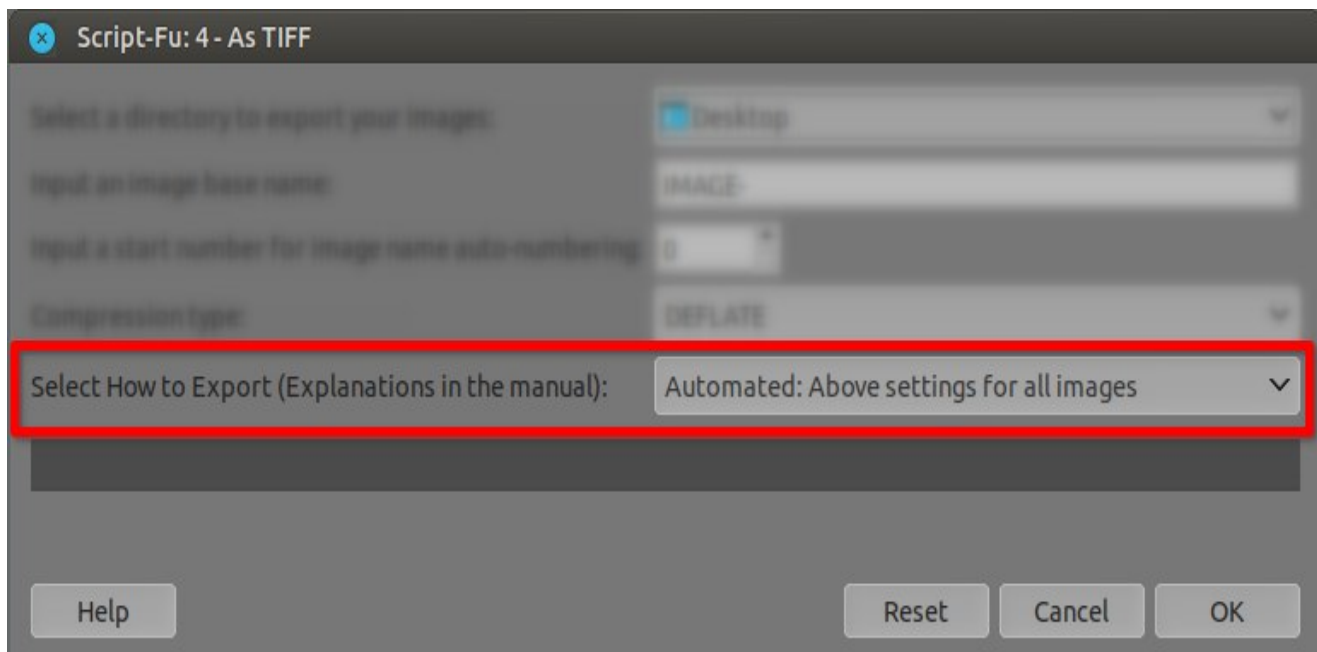 Script-Fu: 4 - As TIFF
Select a directory to export your images:
Desktop
Input an image base name:
IMAGE-
Input a start number for image name auto-numbering:
0
Compression type:
DEFLATE
Select How to Export (Explanations in the manual):
Automated: Above settings for all images
Help
Reset
Cancel
OK